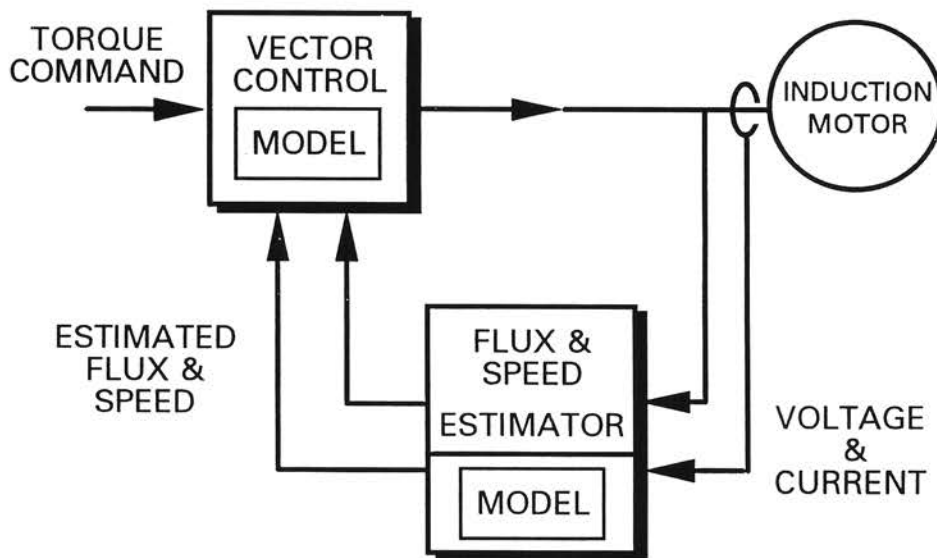 TORQUE
COMMAND
VECTOR
CONTROL
MODEL
INDUCTION
MOTOR
ESTIMATED
FLUX &
SPEED
FLUX &
SPEED
ESTIMATOR
MODEL
VOLTAGE
&
CURRENT